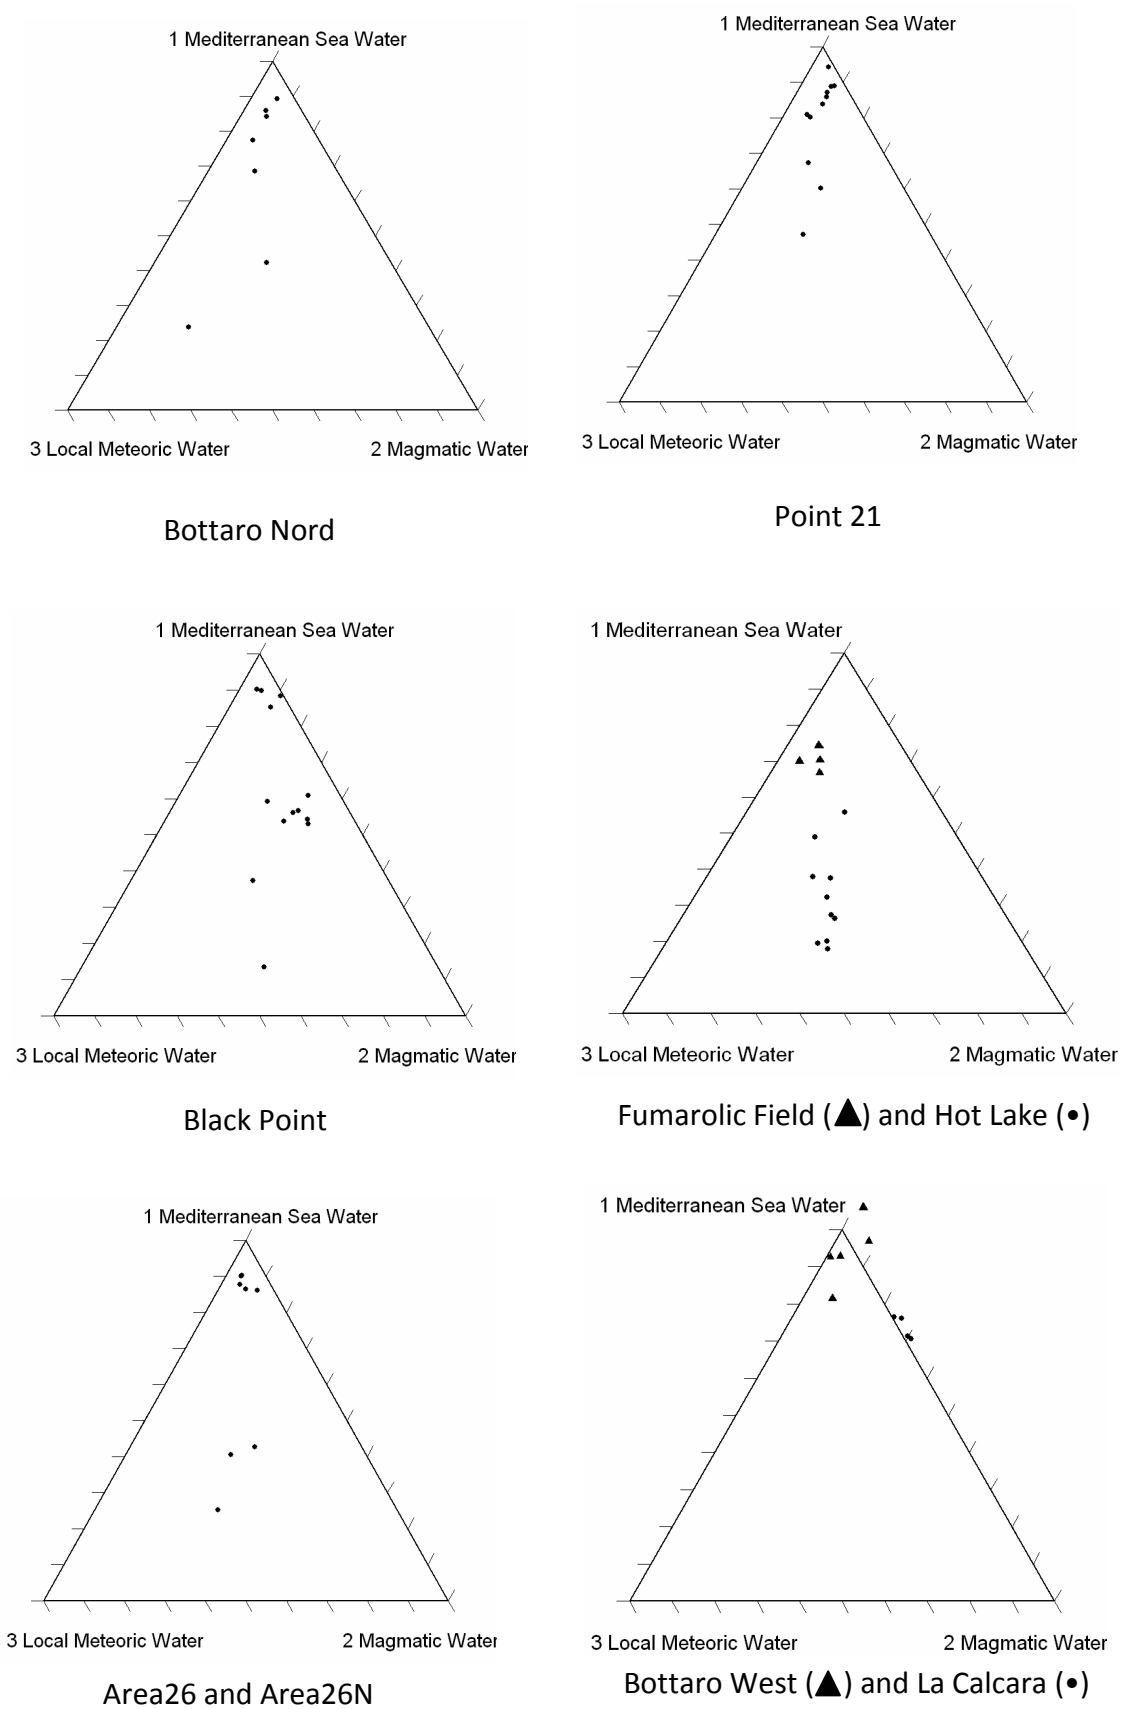 1 Mediterranean Sea Water
3 Local Meteoric Water
2 Magmatic Water
Bottaro Nord
1 Mediterranean Sea Water
3 Local Meteoric Water
2 Magmatic Water
Point 21
1 Mediterranean Sea Water
3 Local Meteoric Water
2 Magmatic Water
Black Point
1 Mediterranean Sea Water
3 Local Meteoric Water
2 Magmatic Water
Fumarolic Field (▲) and Hot Lake (•)
1 Mediterranean Sea Water
3 Local Meteoric Water
2 Magmatic Water
Area26 and Area26N
1 Mediterranean Sea Water
3 Local Meteoric Water
2 Magmatic Water
Bottaro West (▲) and La Calcara (•)